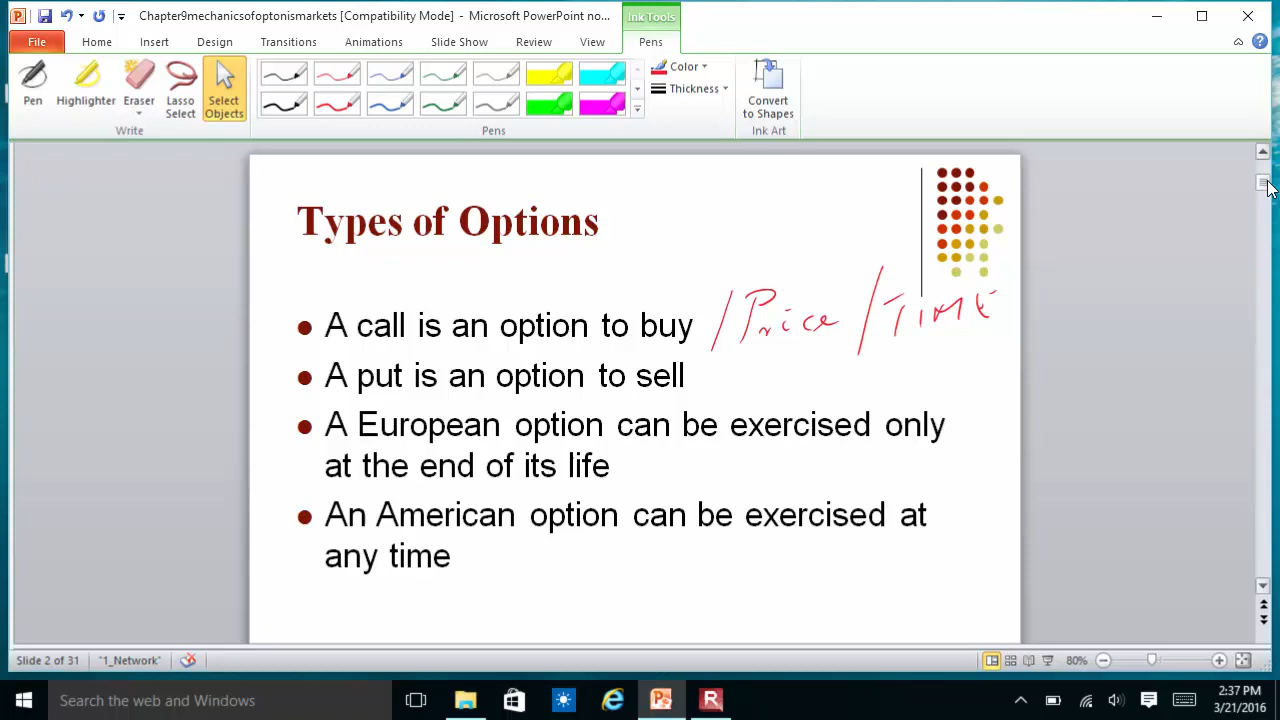 Chapter9mechanicsofoptonismarkets [Compatibility Mode] - Microsoft PowerPoint no...
Ink Tools
File Home Insert Design Transitions Animations Slide Show Review View Pens
Pen Highlighter Eraser Lasso Select Select Objects
Color
Thickness
Convert to Shapes
Write Pens Ink Art
Types of Options
A call is an option to buy /Price /TIME
A put is an option to sell
A European option can be exercised only
at the end of its life
An American option can be exercised at
any time
Slide 2 of 31 "1_Network" 80%
Search the web and Windows
2:37 PM
3/21/2016